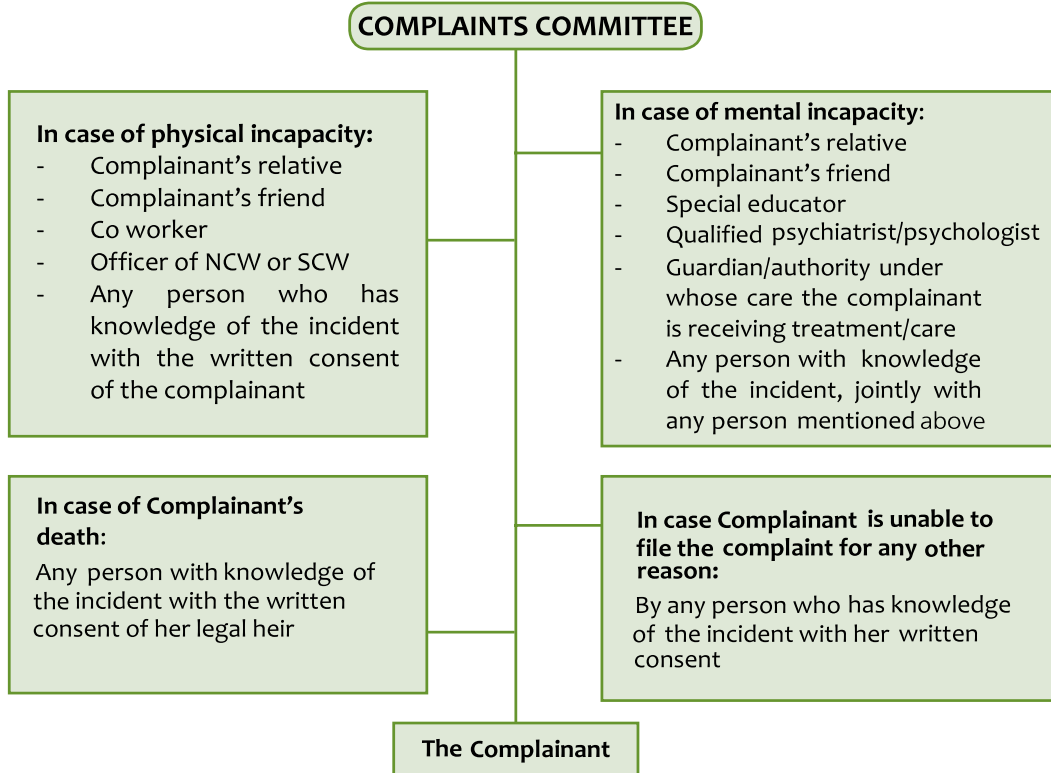 COMPLAINTS COMMITTEE
In case of physical incapacity:
- Complainant's relative
- Complainant's friend
- Co worker
- Officer of NCW or SCW
- Any person who has
knowledge of the incident
with the written consent
of the complainant
In case of mental incapacity:
- Complainant's relative
- Complainant's friend
- Special educator
- Qualified psychiatrist/psychologist
- Guardian/authority under
whose care the complainant
is receiving treatment/care
- Any person with knowledge
of the incident, jointly with
any person mentioned above
In case of Complainant's
death:
Any person with knowledge of
the incident with the written
consent of her legal heir
In case Complainant is unable to
file the complaint for any other
reason:
By any person who has knowledge
of the incident with her written
consent
The Complainant